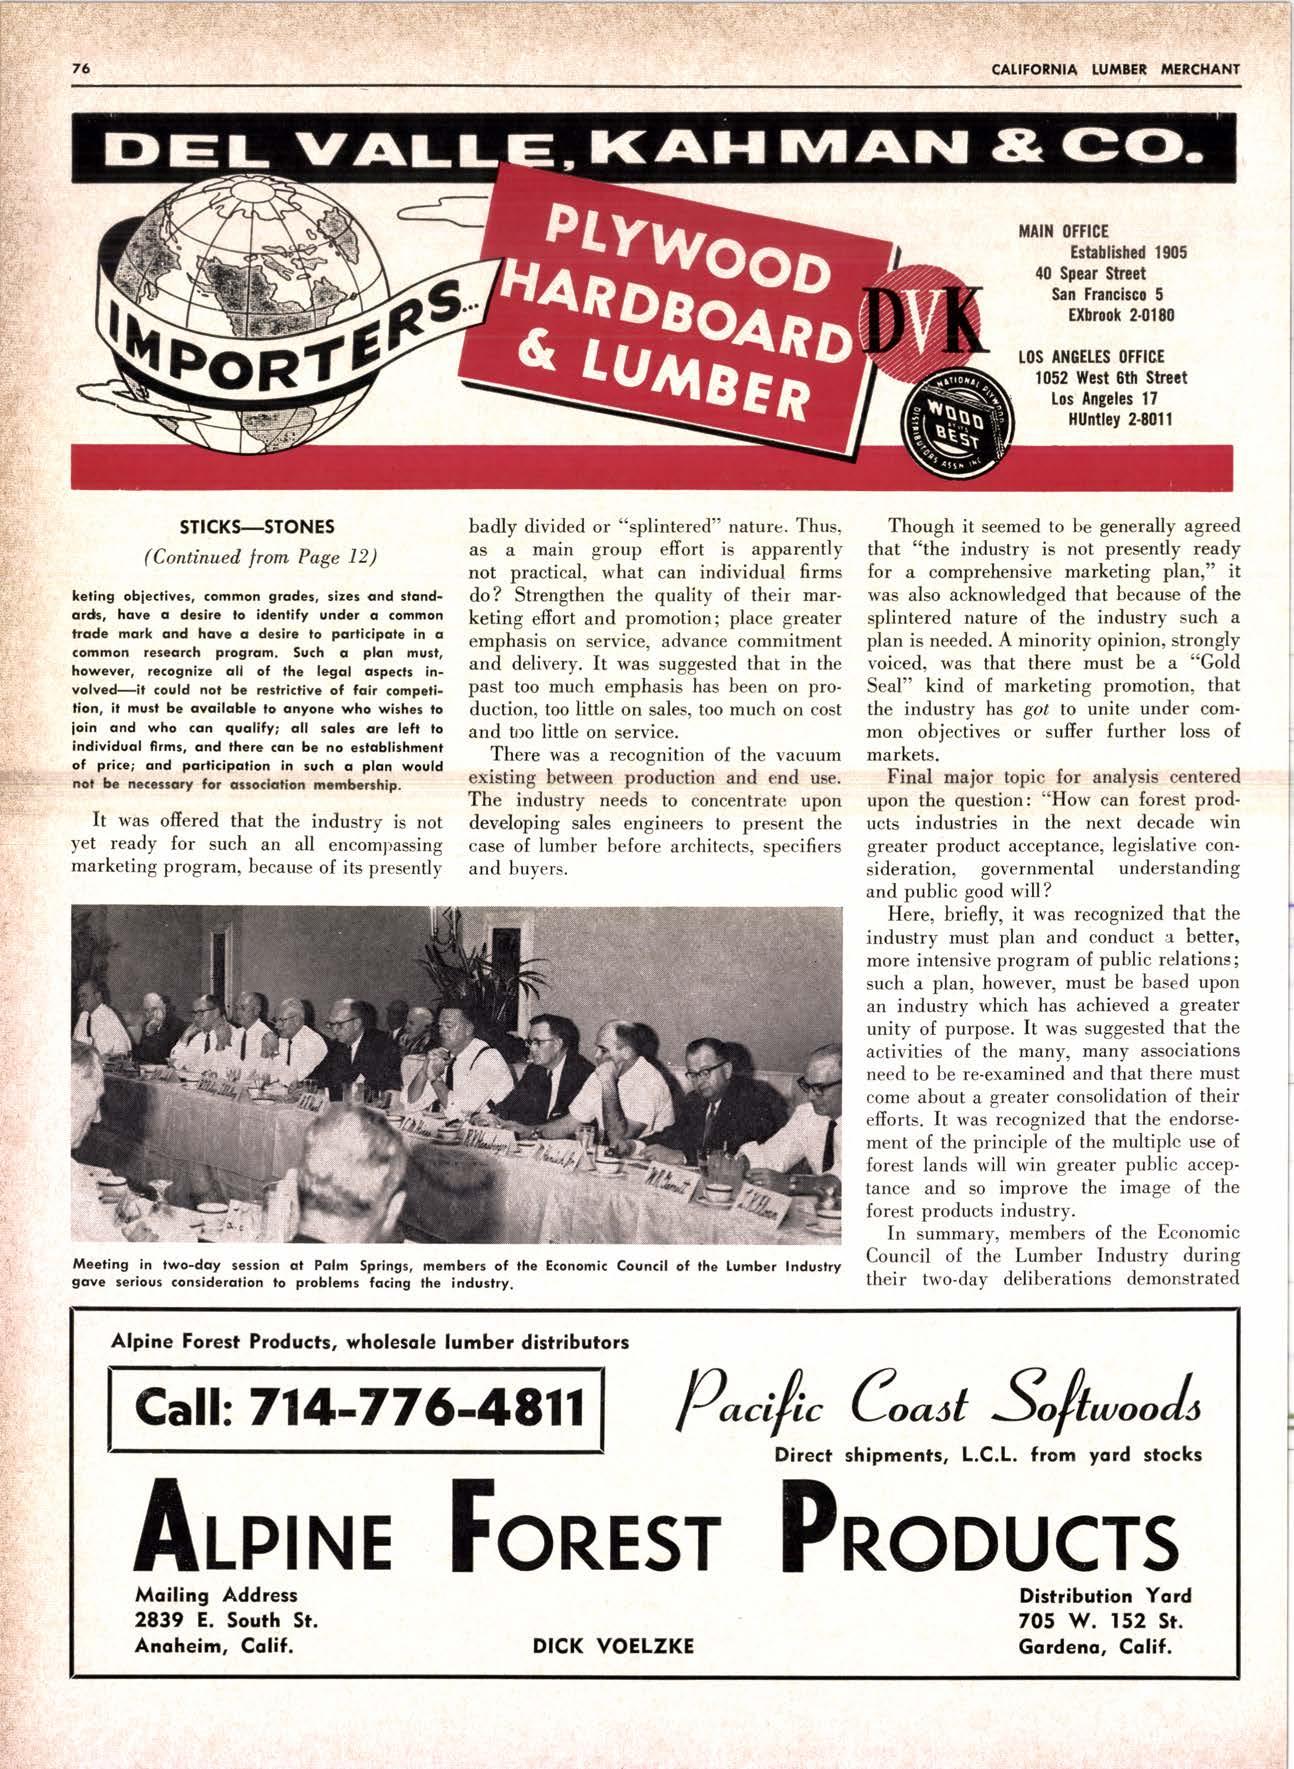 76
CALIFORNIA LUMBER MERCHANT
DEL VALLE, KAHMAN & CO.
IMPORTERS...
PLYWOOD
HARDBOARD
& LUMBER
DVK
NATIONAL PLYWOOD
DISTRIBUTORS ASSN INC
WOOD
AT ITS
BEST
MAIN OFFICE
Established 1905
40 Spear Street
San Francisco 5
EXbrook 2-0180
LOS ANGELES OFFICE
1052 West 6th Street
Los Angeles 17
HUntley 2-8011
STICKS—STONES
(Continued from Page 12)
keting objectives, common grades, sizes and stand-
ards, have a desire to identify under a common
trade mark and have a desire to participate in a
common research program. Such a plan must,
however, recognize all of the legal aspects in-
volved—it could not be restrictive of fair competi-
tion, it must be available to anyone who wishes to
join and who can qualify; all sales are left to
individual firms, and there can be no establishment
of price; and participation in such a plan would
not be necessary for association membership.
It was offered that the industry is not
yet ready for such an all encompassing
marketing program, because of its presently
badly divided or “splintered” nature. Thus,
as a main group effort is apparently
not practical, what can individual firms
do? Strengthen the quality of their mar-
keting effort and promotion; place greater
emphasis on service, advance commitment
and delivery. It was suggested that in the
past too much emphasis has been on pro-
duction, too little on sales, too much on cost
and too little on service.
There was a recognition of the vacuum
existing between production and end use.
The industry needs to concentrate upon
developing sales engineers to present the
case of lumber before architects, specifiers
and buyers.
Though it seemed to be generally agreed
that “the industry is not presently ready
for a comprehensive marketing plan,” it
was also acknowledged that because of the
splintered nature of the industry such a
plan is needed. A minority opinion, strongly
voiced, was that there must be a “Gold
Seal” kind of marketing promotion, that
the industry has got to unite under com-
mon objectives or suffer further loss of
markets.
Final major topic for analysis centered
upon the question: “How can forest prod-
ucts industries in the next decade win
greater product acceptance, legislative con-
sideration, governmental understanding
and public good will?
Here, briefly, it was recognized that the
industry must plan and conduct a better,
more intensive program of public relations;
such a plan, however, must be based upon
an industry which has achieved a greater
unity of purpose. It was suggested that the
activities of the many, many associations
need to be re-examined and that there must
come about a greater consolidation of their
efforts. It was recognized that the endorse-
ment of the principle of the multiple use of
forest lands will win greater public accep-
tance and so improve the image of the
forest products industry.
In summary, members of the Economic
Council of the Lumber Industry during
their two-day deliberations demonstrated
Meeting in two-day session at Palm Springs, members of the Economic Council of the Lumber Industry
gave serious consideration to problems facing the industry.
Alpine Forest Products, wholesale lumber distributors
Call: 714-776-4811
Pacific Coast Softwoods
Direct shipments, L.C.L. from yard stocks
ALPINE FOREST PRODUCTS
Mailing Address
2839 E. South St.
Anaheim, Calif.
DICK VOELZKE
Distribution Yard
705 W. 152 St.
Gardena, Calif.